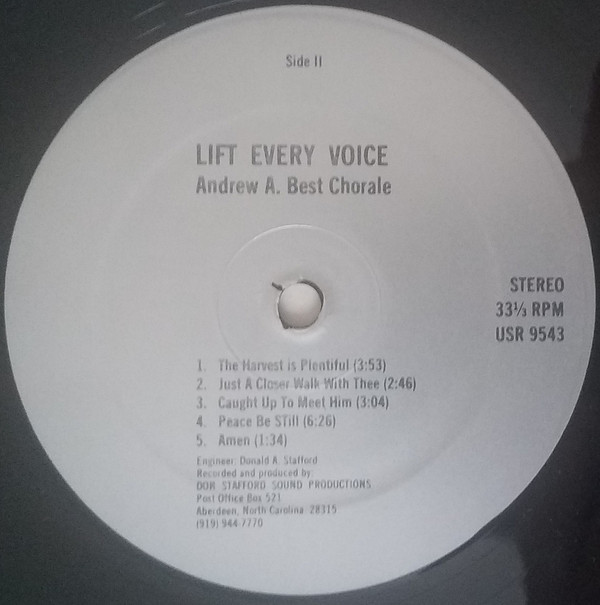 Side II
LIFT EVERY VOICE
Andrew A. Best Chorale
STEREO
33⅓ RPM
USR 9543
1. The Harvest is Plentiful (3:53)
2. Just A Closer Walk With Thee (2:46)
3. Caught Up To Meet Him (3:04)
4. Peace Be STill (6:26)
5. Amen (1:34)
Engineer: Donald A. Stafford
Recorded and produced by:
DON STAFFORD SOUND PRODUCTIONS
Post Office Box 521
Aberdeen, North Carolina 28315
(919) 944-7770